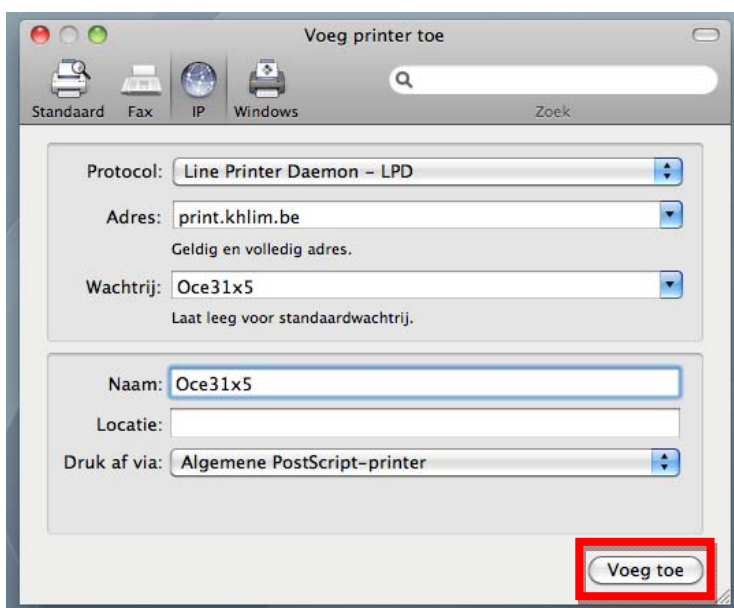 Voeg printer toe
Standaard Fax IP Windows Zoek
Protocol: Line Printer Daemon – LPD
Adres: print.khlim.be
Geldig en volledig adres.
Wachtrij: Oce31x5
Laat leeg voor standaardwachtrij.
Naam: Oce31x5
Locatie:
Druk af via: Algemene PostScript-printer
Voeg toe